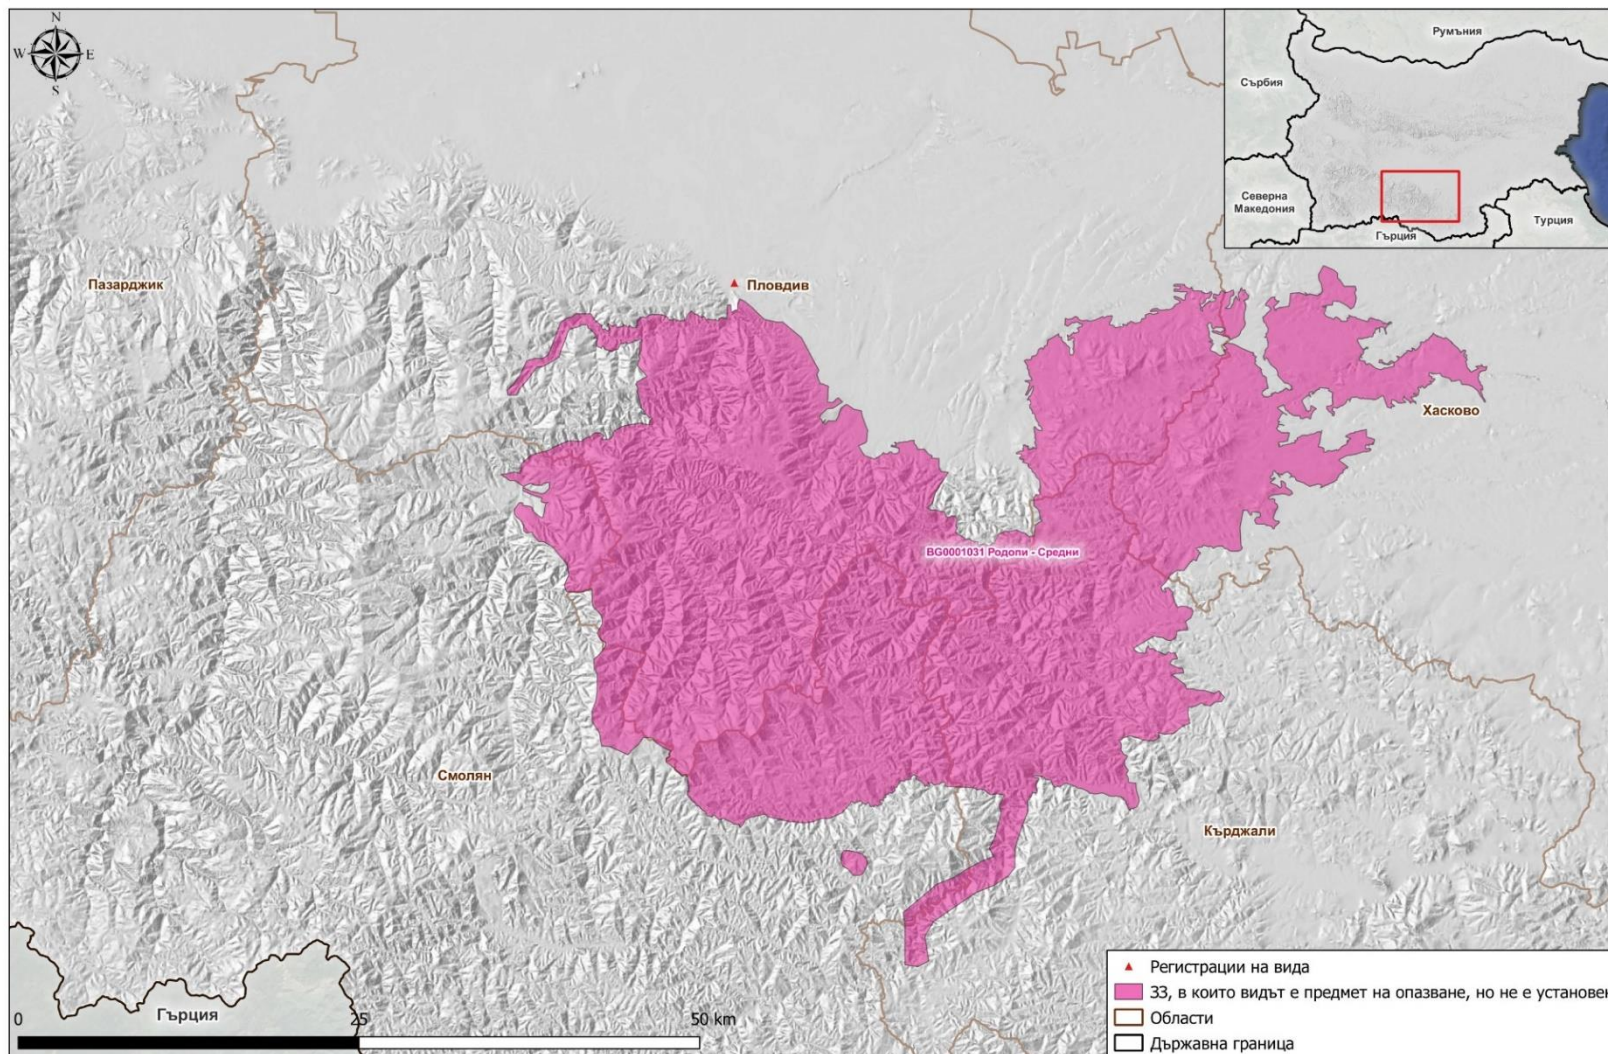 N
W E
S
Румъния
Сърбия
Северна
Македония
Турция
Гърция
Пазарджик
Пловдив
Хасково
BG0001031 Родопи - Средни
Смолян
Кърджали
Гърция
0 25 50 km
Регистрации на вида
ЗЗ, в които видът е предмет на опазване, но не е установен
Области
Държавна граница